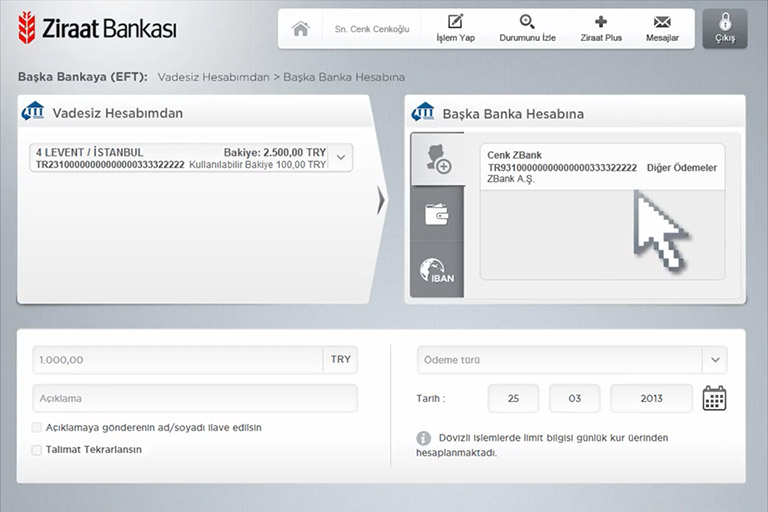 Ziraat Bankası
Sn. Cenk Cenkoğlu
İşlem Yap
Durumunu İzle
Ziraat Plus
Mesajlar
Çıkış
Başka Bankaya (EFT): Vadesiz Hesabımdan > Başka Banka Hesabına
Vadesiz Hesabımdan
4 LEVENT / İSTANBUL Bakiye: 2.500,00 TRY
Kullanılabilir Bakiye 100,00 TRY
Başka Banka Hesabına
Cenk ZBank
Diğer Ödemeler
ZBank A.Ş.
IBAN
1.000,00 TRY
Açıklama
Açıklamaya gönderenin ad/soyadı ilave edilsin
Talimat Tekrarlansın
Ödeme türü
Tarih : 25 03 2013
Dövizli işlemlerde limit bilgisi günlük kur üerinden
hesaplanmaktadı.